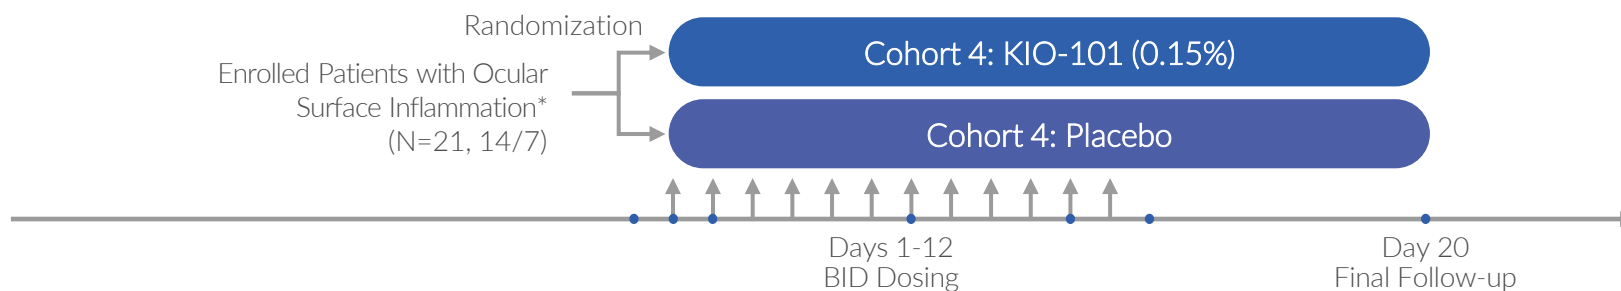 Randomization
Enrolled Patients with Ocular
Surface Inflammation*
(N=21, 14/7)
Cohort 4: KIO-101 (0.15%)
Cohort 4: Placebo
Days 1-12
BID Dosing
Day 20
Final Follow-up